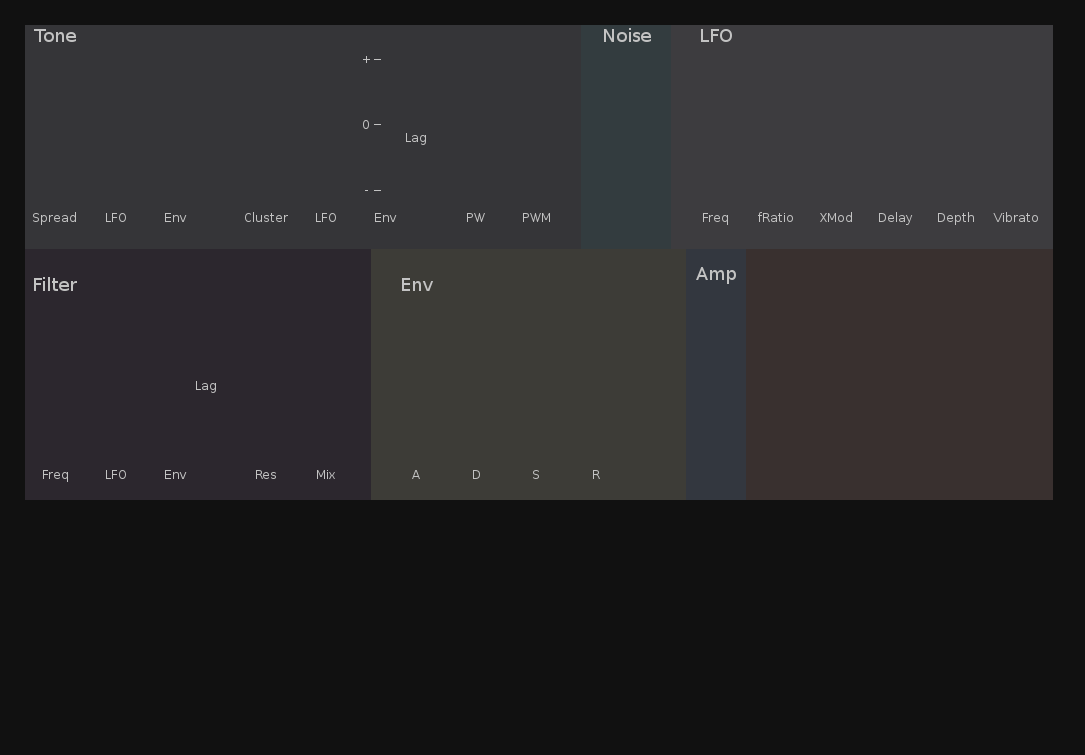 Tone
Noise
LFO
+ –
0 –
Lag
- –
Spread LFO Env Cluster LFO Env PW PWM Freq fRatio XMod Delay Depth Vibrato
Filter
Env
Amp
Lag
Freq LFO Env Res Mix A D S R